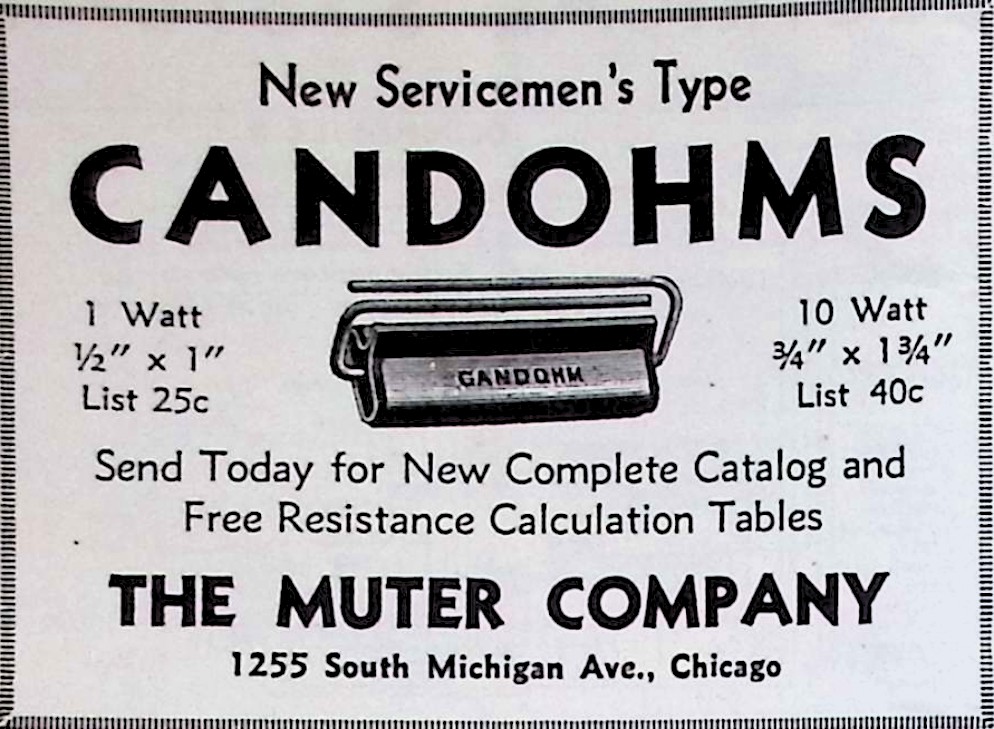 New Servicemen's Type
CANDOHMS
1 Watt
½" x 1"
List 25c
CANDOHM
10 Watt
¾" x 1¾"
List 40c
Send Today for New Complete Catalog and
Free Resistance Calculation Tables
THE MUTER COMPANY
1255 South Michigan Ave., Chicago